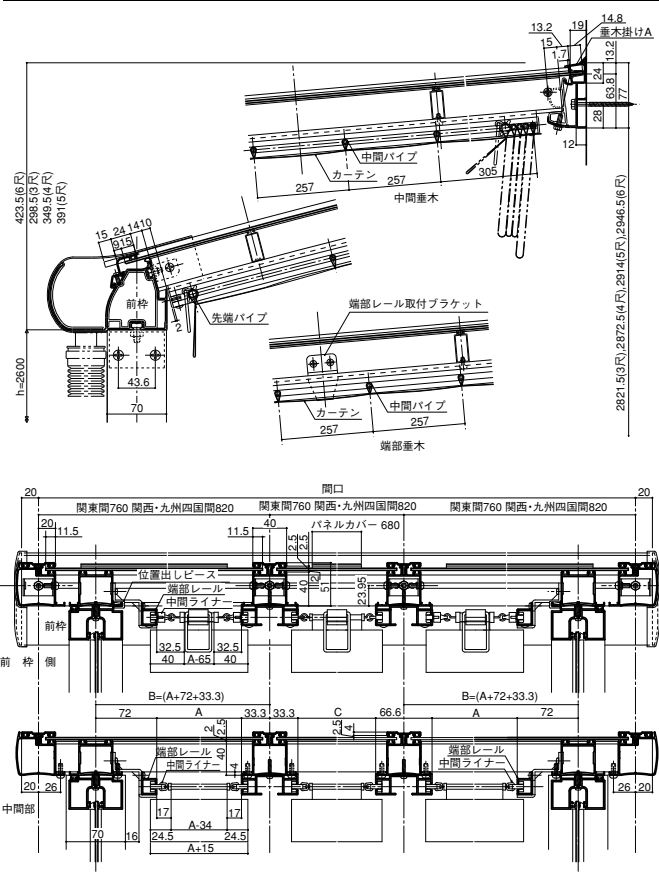 19
14.8
13.2
垂木掛けA
15
1.7
13.2
24
63.8
77
28
12
中間パイプ
カーテン
305
257
257
中間垂木
423.5(6尺)
298.5(3尺)
349.5(4尺)
391(5尺)
15 24 1410
915
前枠
2
先端パイプ
端部レール取付ブラケット
h=2600
43.6
70
カーテン
中間パイプ
257
257
端部垂木
2821.5(3尺),2872.5(4尺),2914(5尺),2946.5(6尺)
間口
20
20
関東間760 関西・九州四国間820
関東間760 関西・九州四国間820
関東間760 関西・九州四国間820
20
11.5
11.5
40
パネルカバー 680
2.5
2.5
位置出しピース
端部レール
中間ライナー
40
2
51
23.95
前枠
32.5
32.5
40
A-65
40
前枠側
B=(A+72+33.3)
B=(A+72+33.3)
72
A
33.3
33.3
C
66.6
A
72
2
2.5
2.5
4
端部レール
中間ライナー
40
4
端部レール
中間ライナー
20
26
26
20
中間部
17
17
70
16
A-34
24.5
24.5
A+15